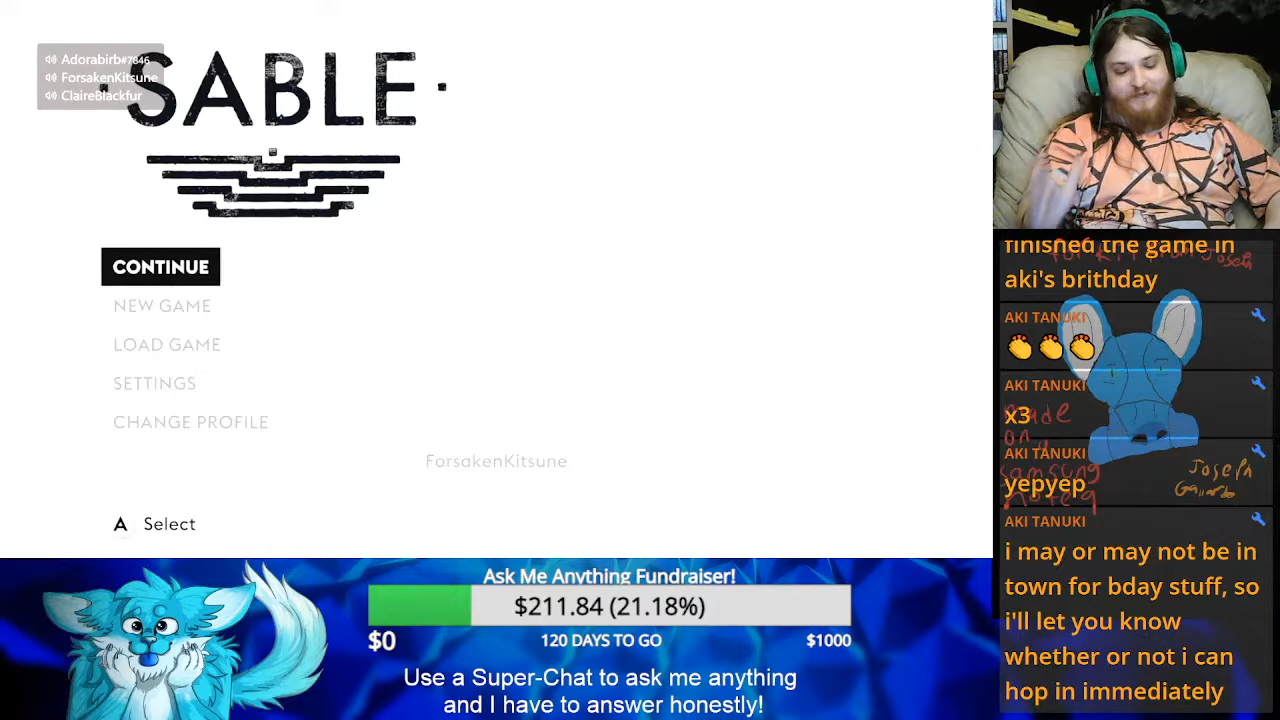 Adorabirb#7846
ForsakenKitsune
ClaireBlackfur
SABLE
CONTINUE
NEW GAME
LOAD GAME
SETTINGS
CHANGE PROFILE
ForsakenKitsune
A Select
finished the game in
aki's brithday
AKI TANUKI
👏👏👏
AKI TANUKI
x3
AKI TANUKI
yepyep
AKI TANUKI
i may or may not be in
town for bday stuff, so
i'll let you know
whether or not i can
hop in immediately
Joseph
made
on
samsung
Joseph
Ask Me Anything Fundraiser!
$211.84 (21.18%)
$0
120 DAYS TO GO
$1000
Use a Super-Chat to ask me anything
and I have to answer honestly!